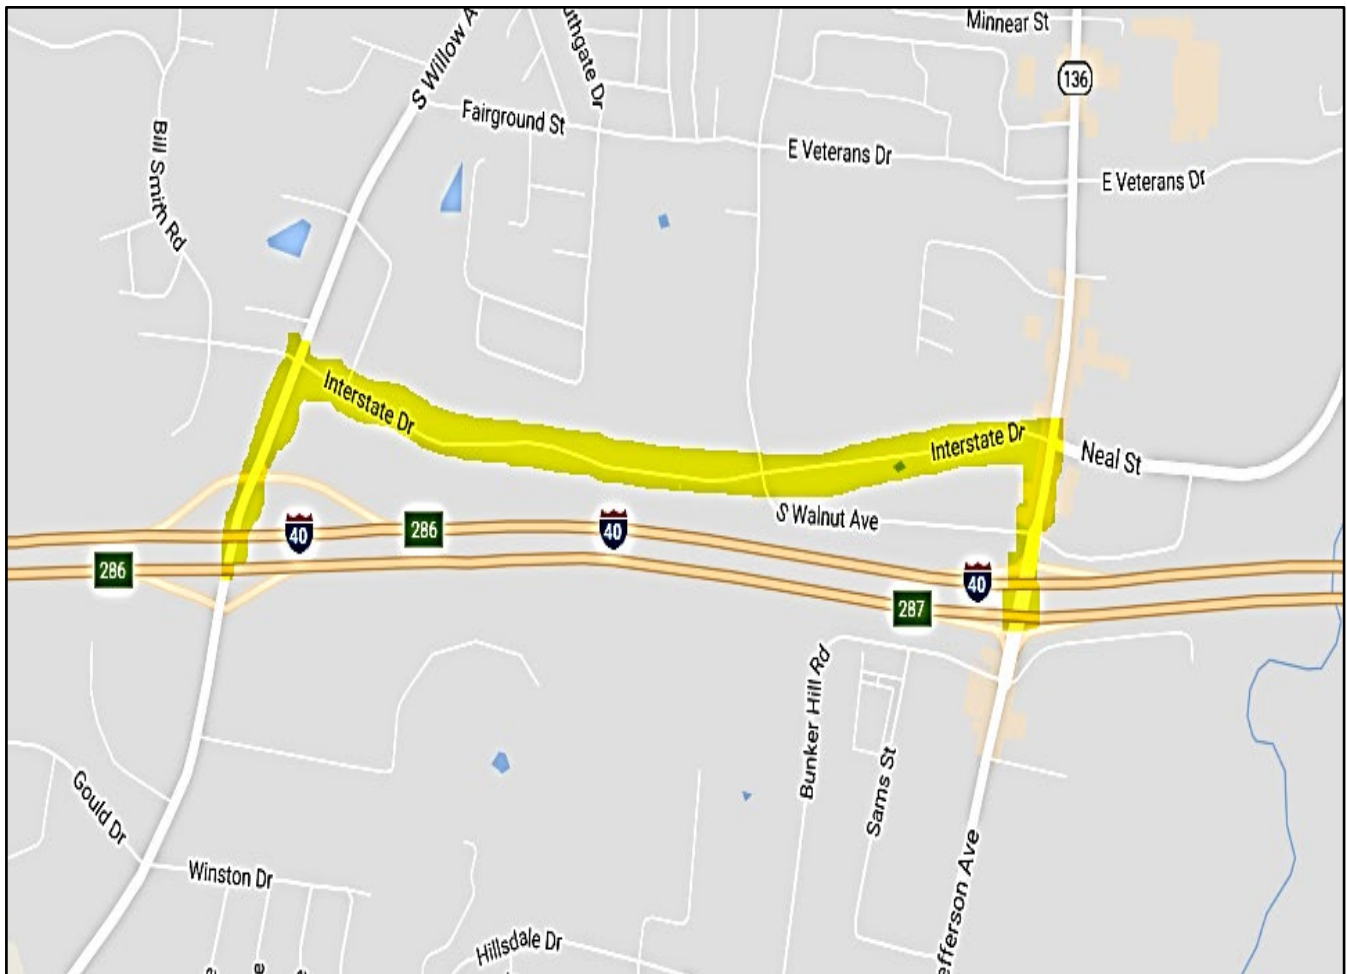 Minnear St
S Willow A
uthgate Dr
136
Fairground St
Bill Smith Rd
E Veterans Dr
E Veterans Dr
Interstate Dr
Interstate Dr
Neal St
S Walnut Ave
40
286
40
286
40
287
Bunker Hill Rd
Sams St
Gould Dr
Winston Dr
efferson Ave
Hillsdale Dr